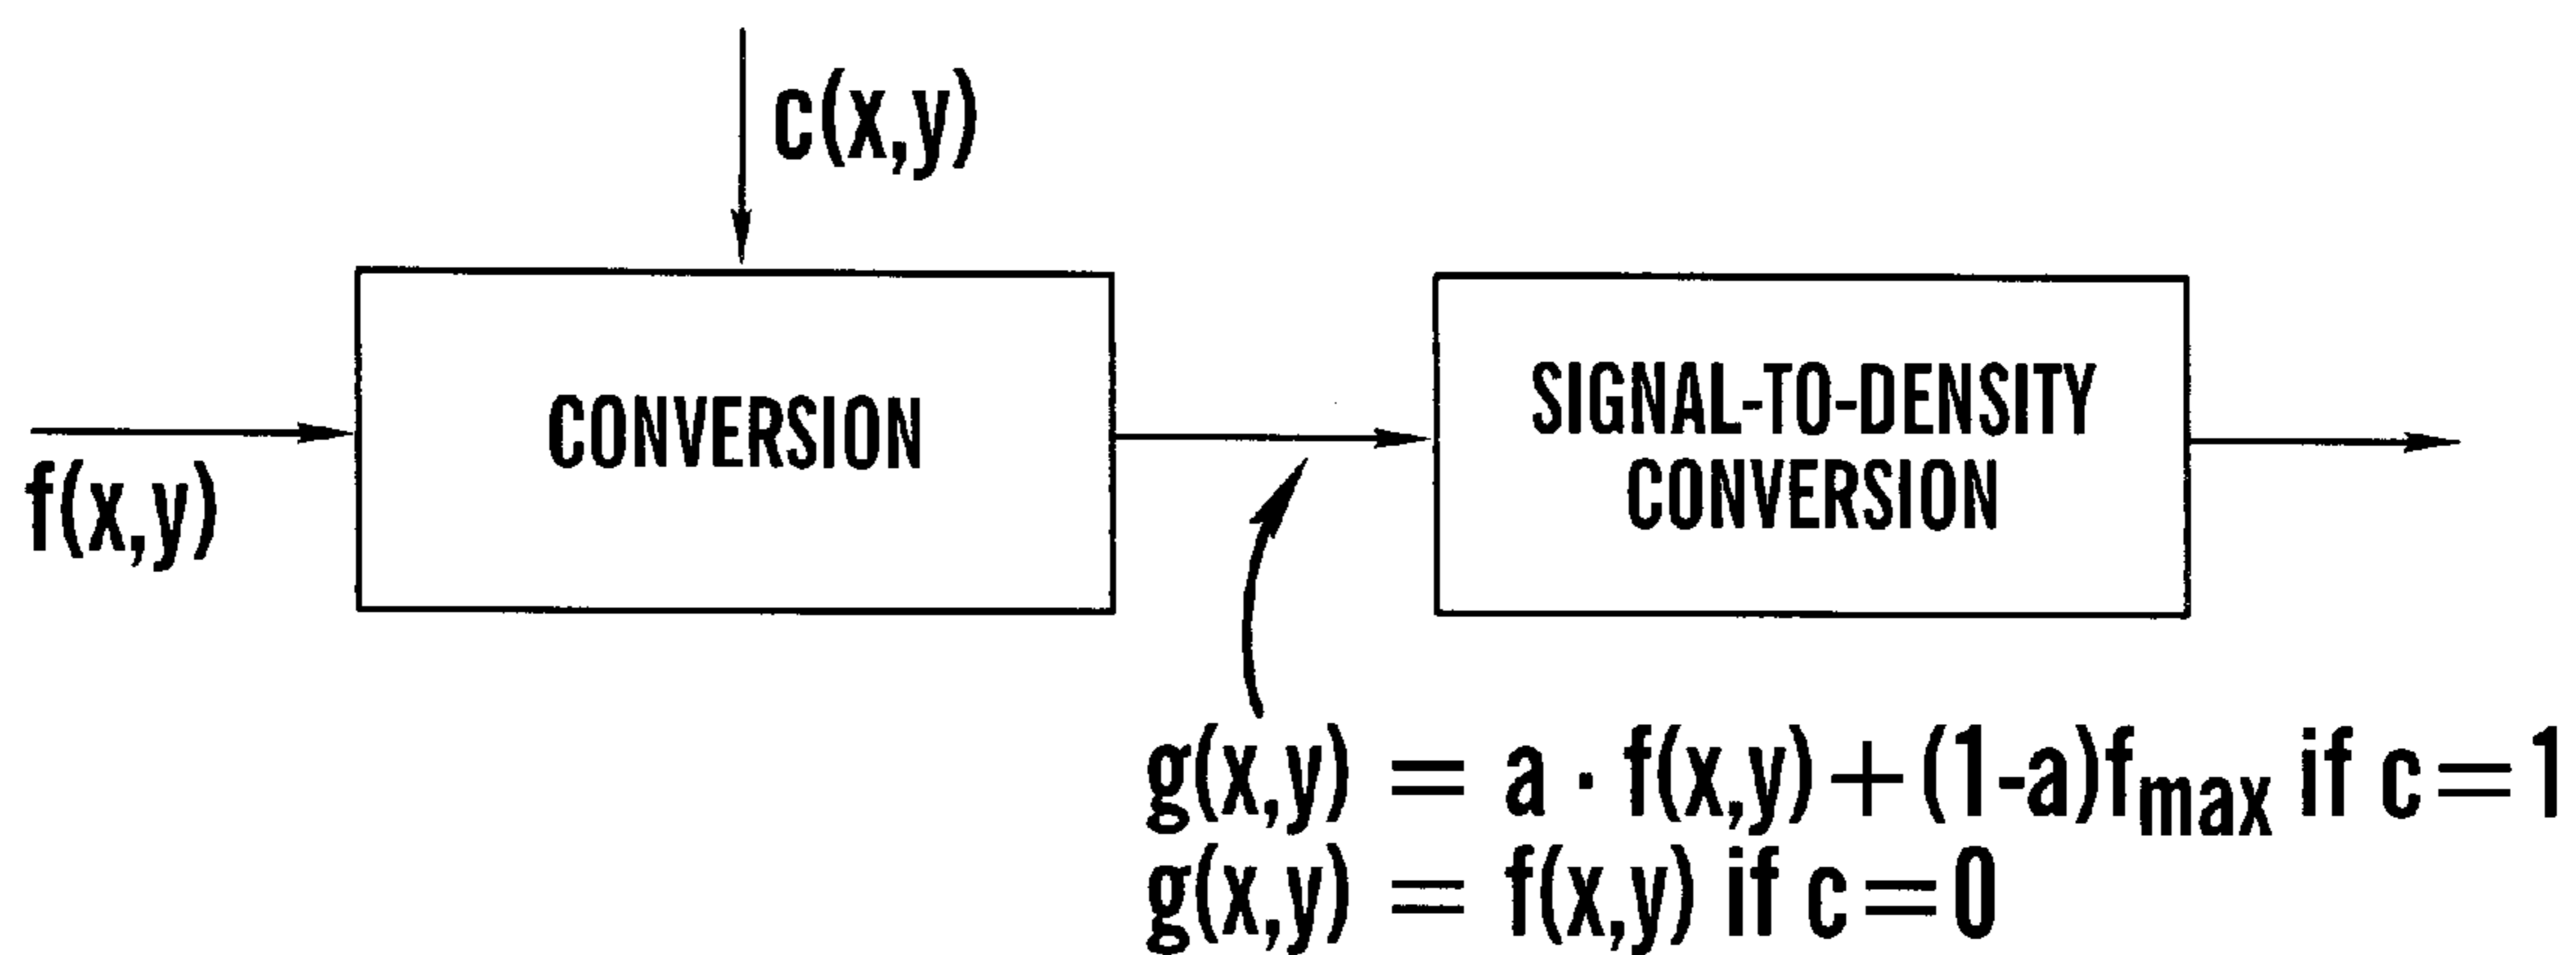 c(x,y)
f(x,y)
CONVERSION
SIGNAL-TO-DENSITY
CONVERSION
g(x,y) = a · f(x,y)+(1-a)fmax if c=1
g(x,y) = f(x,y) if c=0